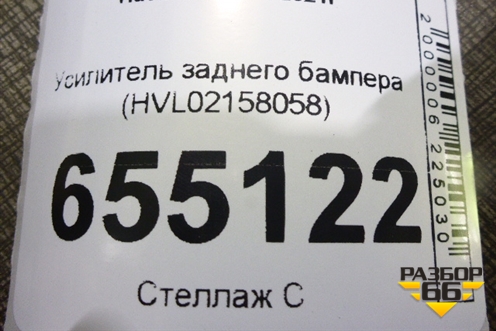 Усилитель заднего бампера
(HVL02158058)
655122
Стеллаж С
2000006225030
РАЗБОР
66